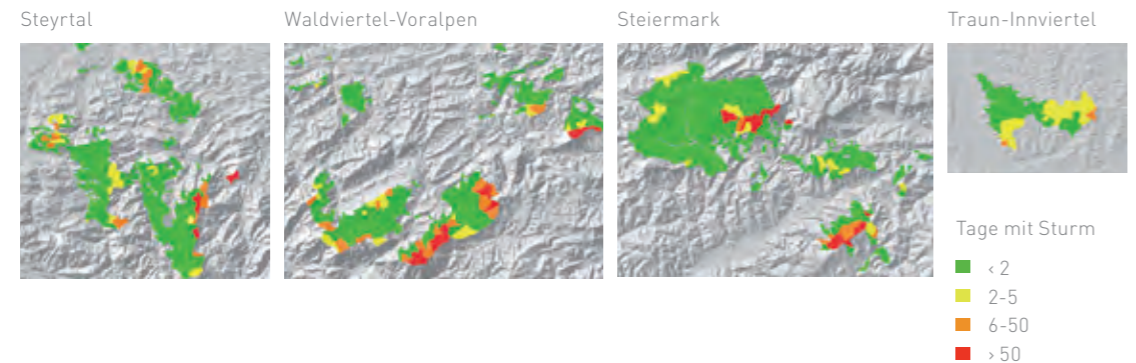 Steyrtal
Waldviertel-Voralpen
Steiermark
Traun-Innviertel
Tage mit Sturm
‹ 2
2-5
6-50
› 50